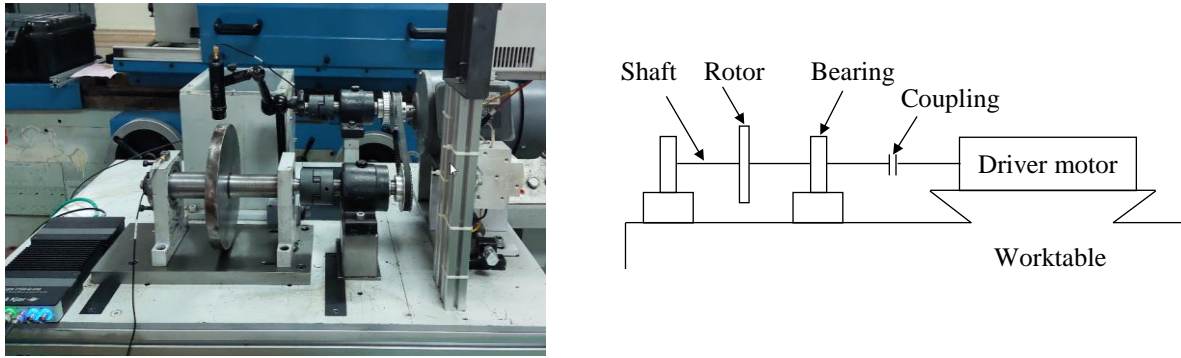 Shaft
Rotor
Bearing
Coupling
Driver motor
Worktable